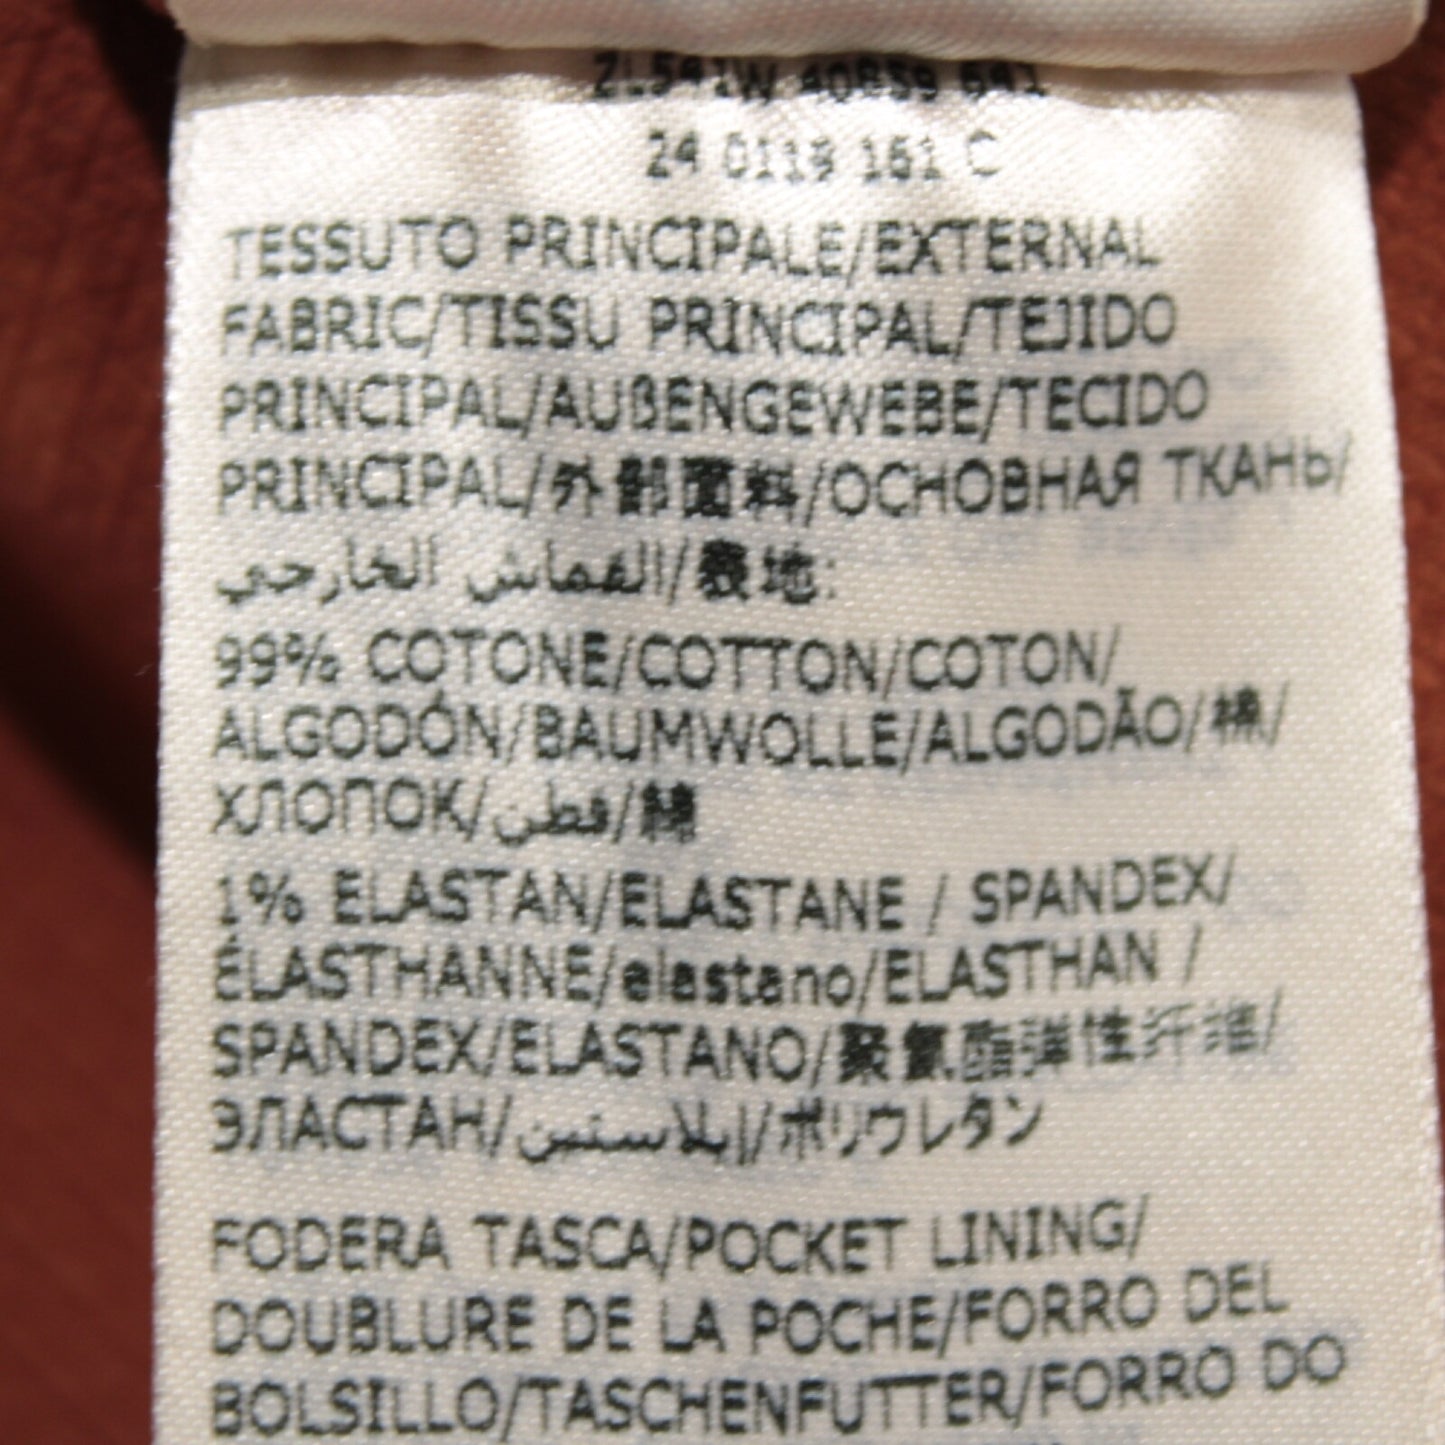 24 0119 161 C
TESSUTO PRINCIPALE/EXTERNAL
FABRIC/TISSU PRINCIPAL/TEJIDO
PRINCIPAL/AUßENGEWEBE/TECIDO
PRINCIPAL/外部面料/ОСНОВНАЯ ТКАНЬ/
القماش الخارجي/表地:
99% COTONE/COTTON/COTON/
ALGODÓN/BAUMWOLLE/ALGODÃO/棉/
ХЛОПОК/قطن/綿
1% ELASTAN/ELASTANE / SPANDEX/
ÉLASTHANNE/elastano/ELASTHAN /
SPANDEX/ELASTANO/聚氨酯弹性纤维/
ЭЛАСТАН/إيلاستين/ポリウレタン
FODERA TASCA/POCKET LINING/
DOUBLURE DE LA POCHE/FORRO DEL
BOLSILLO/TASCHENFUTTER/FORRO DO